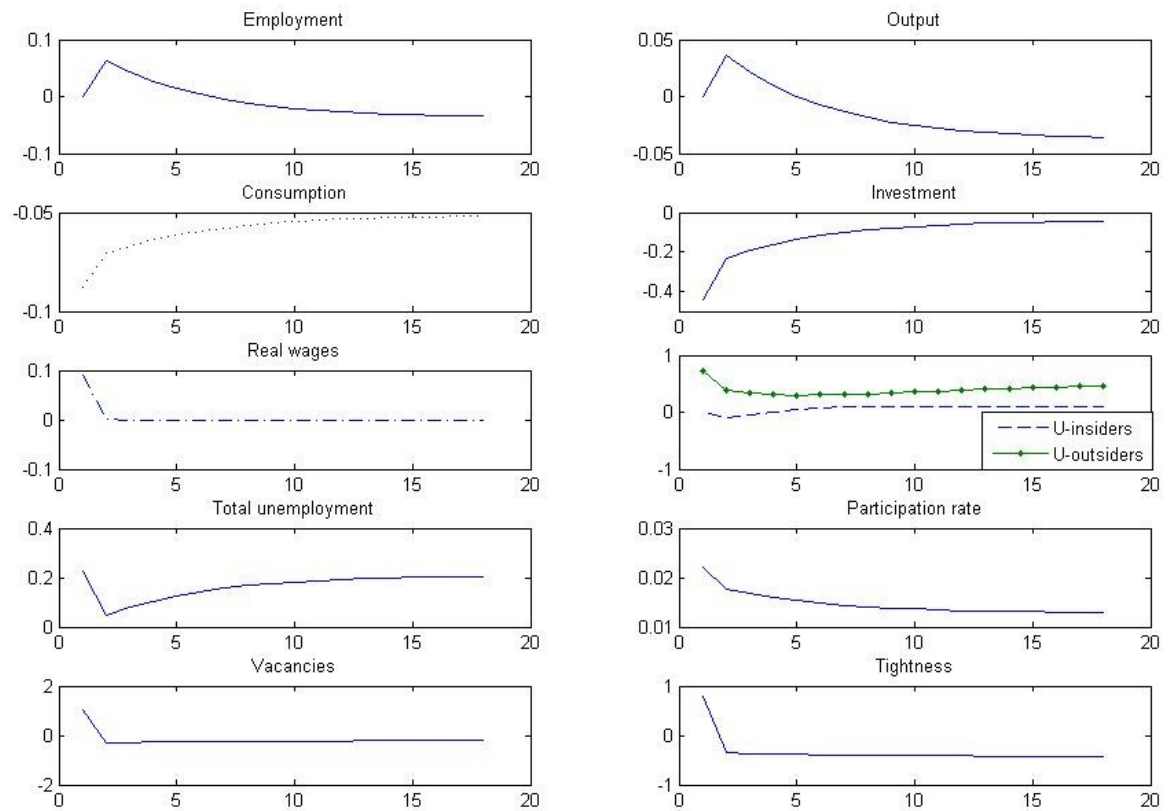 Employment
0.1
0
-0.1
0 5 10 15 20
Output
0.05
0
-0.05
0 5 10 15 20
Consumption
-0.05
-0.1
0 5 10 15 20
Investment
0
-0.2
-0.4
0 5 10 15 20
Real wages
0.1
0
-0.1
0 5 10 15 20
1
0
-1
U-insiders
U-outsiders
0 5 10 15 20
Total unemployment
0.4
0.2
0
0 5 10 15 20
Participation rate
0.03
0.02
0.01
0 5 10 15 20
Vacancies
2
0
-2
0 5 10 15 20
Tightness
1
0
-1
0 5 10 15 20